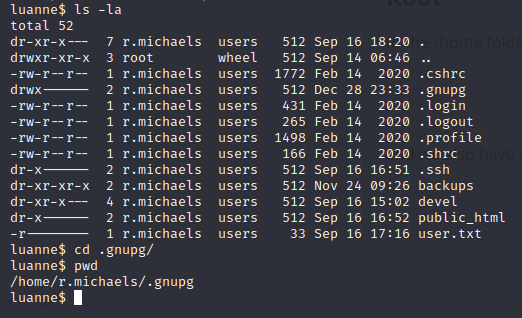 Root
luanne$ ls -la
total 52
dr-xr-x---  7 r.michaels  users   512 Sep 16 18:20 .
drwxr-xr-x  3 root        wheel   512 Sep 14 06:46 ..
-rw-r--r--  1 r.michaels  users  1772 Feb 14  2020 .cshrc
drwx------  2 r.michaels  users   512 Dec 28 23:33 .gnupg
-rw-r--r--  1 r.michaels  users   431 Feb 14  2020 .login
-rw-r--r--  1 r.michaels  users   265 Feb 14  2020 .logout
-rw-r--r--  1 r.michaels  users  1498 Feb 14  2020 .profile
-rw-r--r--  1 r.michaels  users   166 Feb 14  2020 .shrc
dr-x------  2 r.michaels  users   512 Sep 16 16:51 .ssh
dr-xr-xr-x  2 r.michaels  users   512 Nov 24 09:26 backups
dr-xr-x---  4 r.michaels  users   512 Sep 16 15:02 devel
dr-x------  2 r.michaels  users   512 Sep 16 16:52 public_html
-r--------  1 r.michaels  users    33 Sep 16 17:16 user.txt
luanne$ cd .gnupg/
luanne$ pwd
/home/r.michaels/.gnupg
luanne$